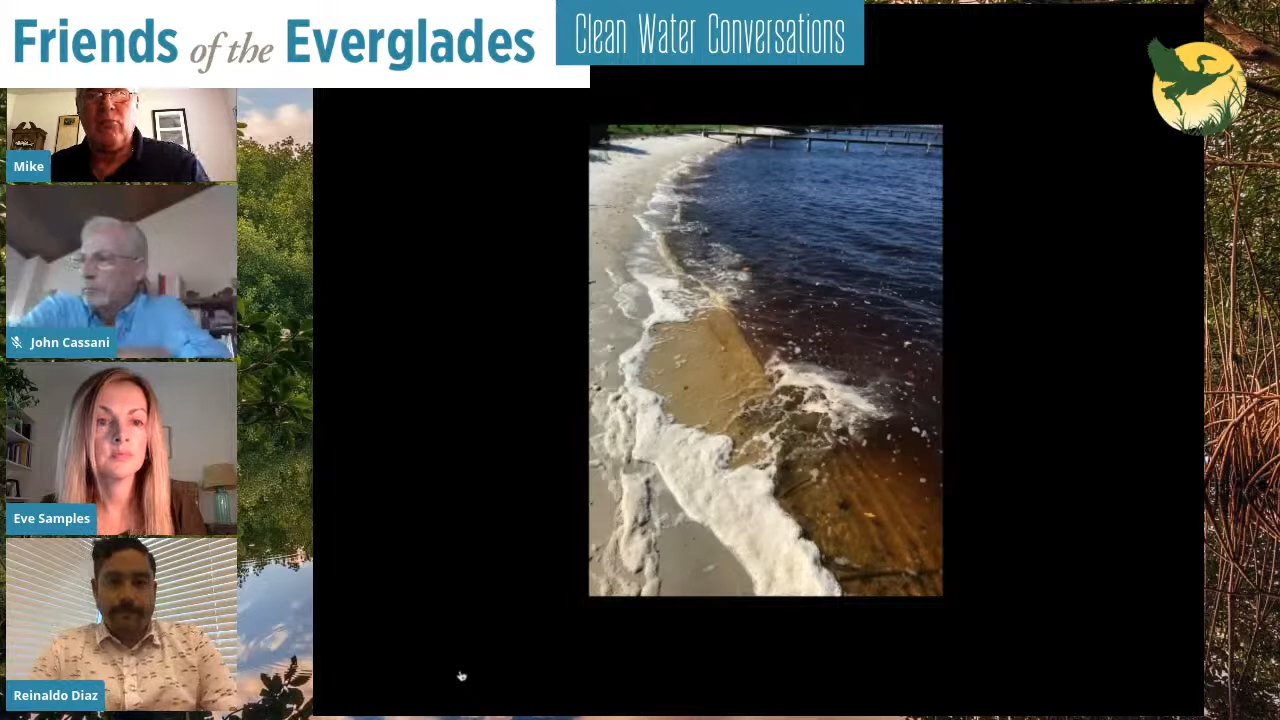 Friends of the Everglades
Clean Water Conversations
Mike
John Cassani
Eve Samples
Reinaldo Diaz